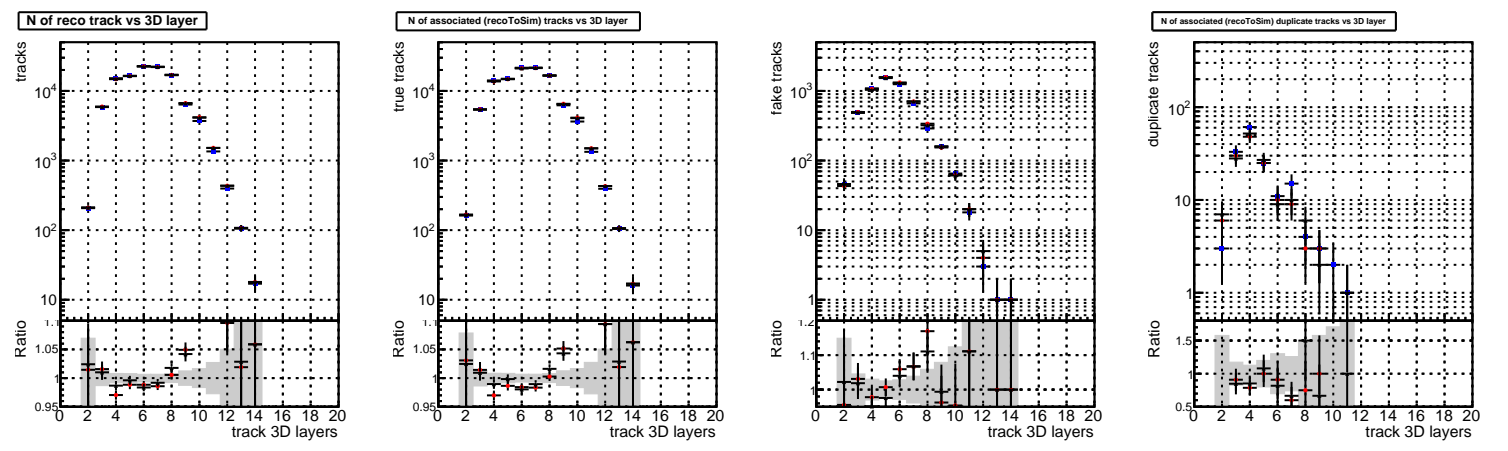 N of reco track vs 3D layer
tracks
10⁴
10³
10²
10
Ratio
1.1
1.05
1
0.95
0 2 4 6 8 10 12 14 16 18 20
track 3D layers
N of associated (recoToSim) tracks vs 3D layer
true tracks
10⁴
10³
10²
10
Ratio
1.1
1.05
1
0.95
0 2 4 6 8 10 12 14 16 18 20
track 3D layers
fake tracks
10³
10²
10
1
Ratio
1.2
1.1
0 2 4 6 8 10 12 14 16 18 20
track 3D layers
N of associated (recoToSim) duplicate tracks vs 3D layer
duplicate tracks
10²
10
1
Ratio
1.5
1
0.5
0 2 4 6 8 10 12 14 16 18 20
track 3D layers